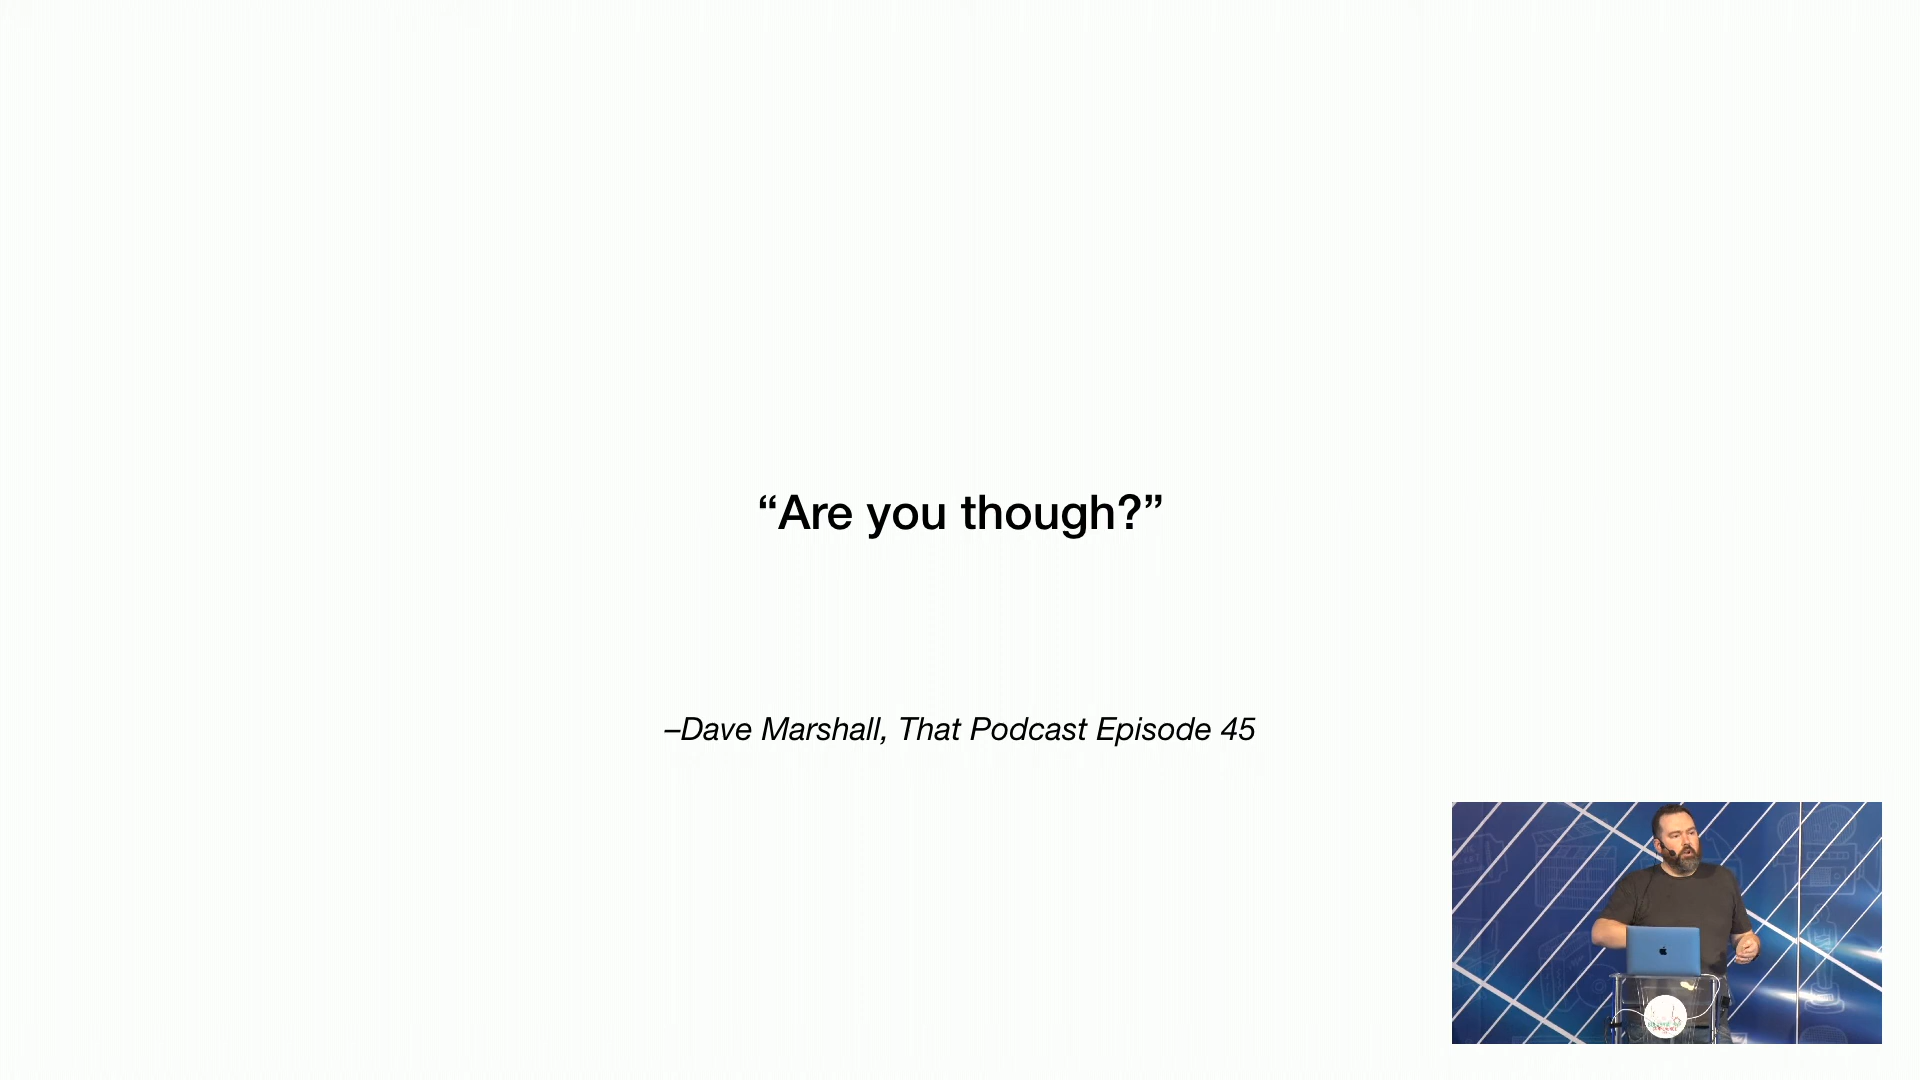 “Are you though?”
–Dave Marshall, That Podcast Episode 45